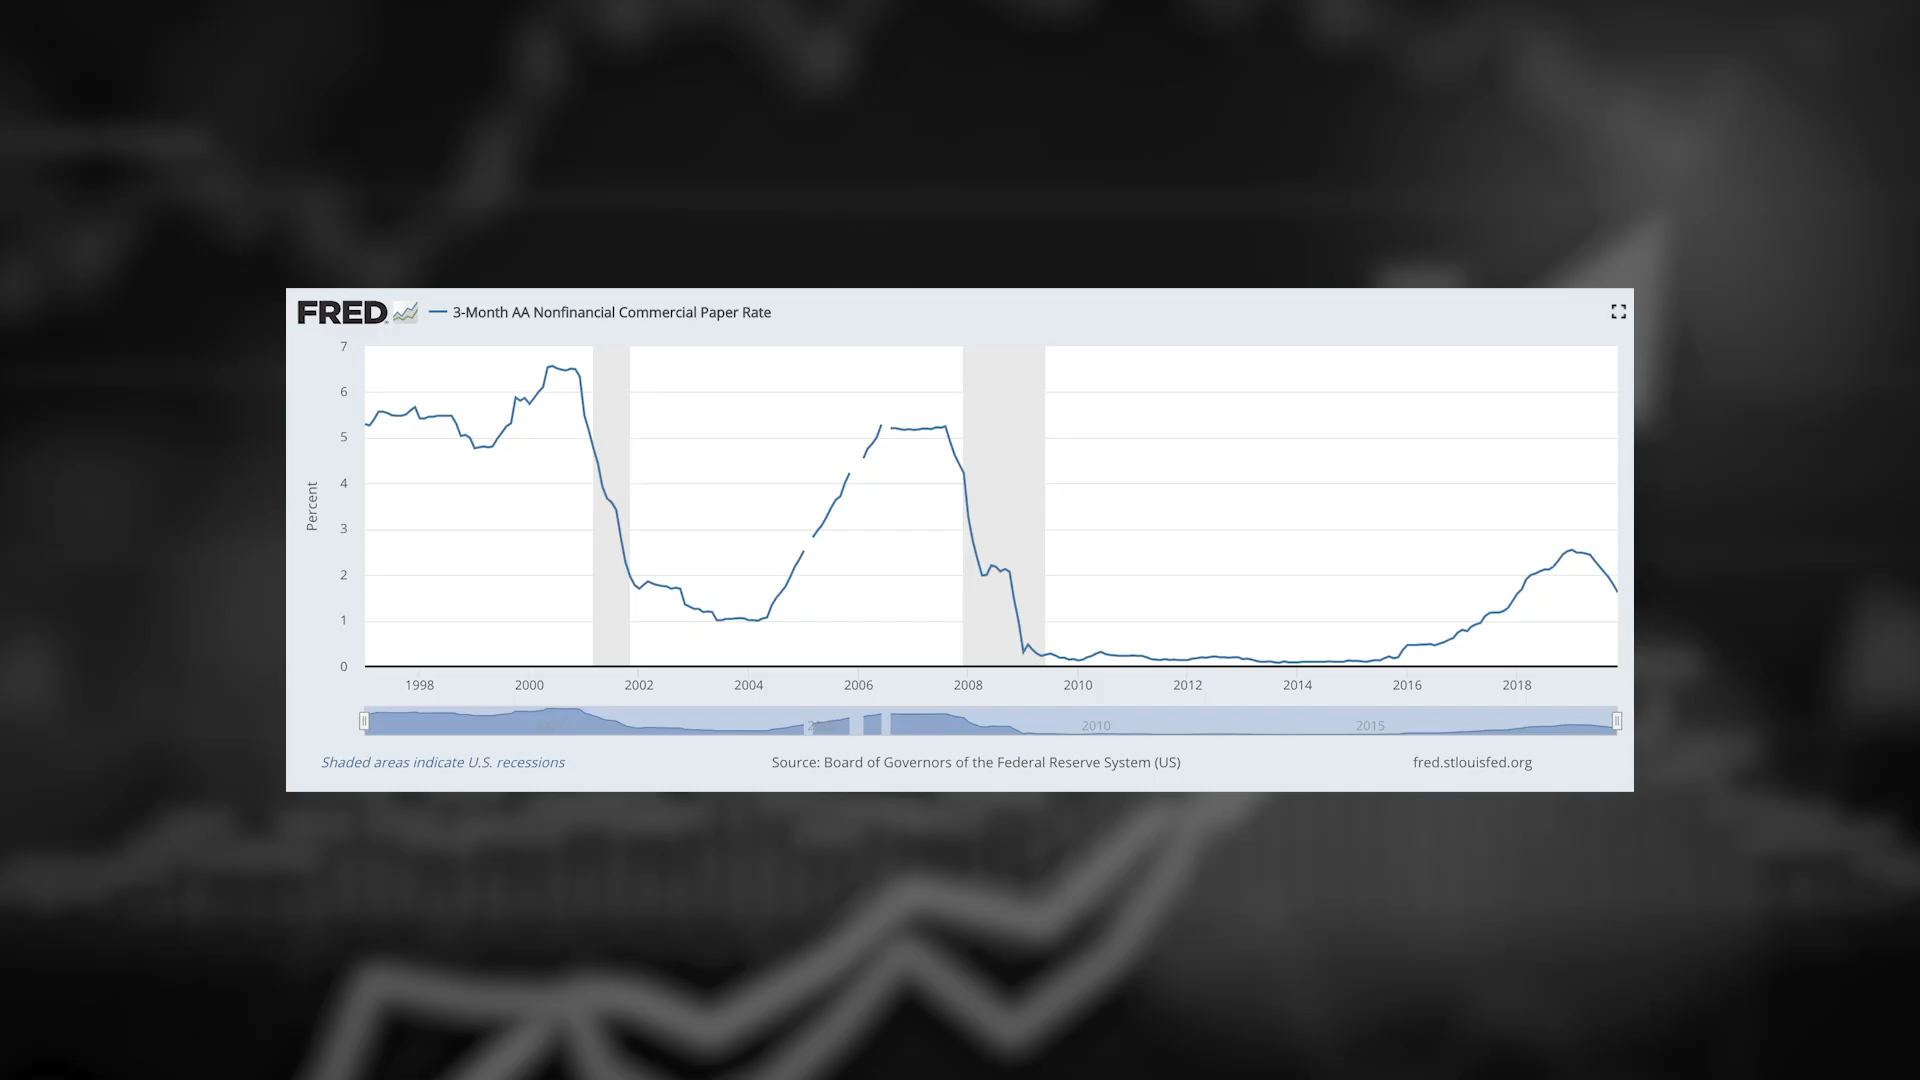 FRED
3-Month AA Nonfinancial Commercial Paper Rate
Percent
7
6
5
4
3
2
1
0
1998 2000 2002 2004 2006 2008 2010 2012 2014 2016 2018
2010 2015
Shaded areas indicate U.S. recessions
Source: Board of Governors of the Federal Reserve System (US)
fred.stlouisfed.org